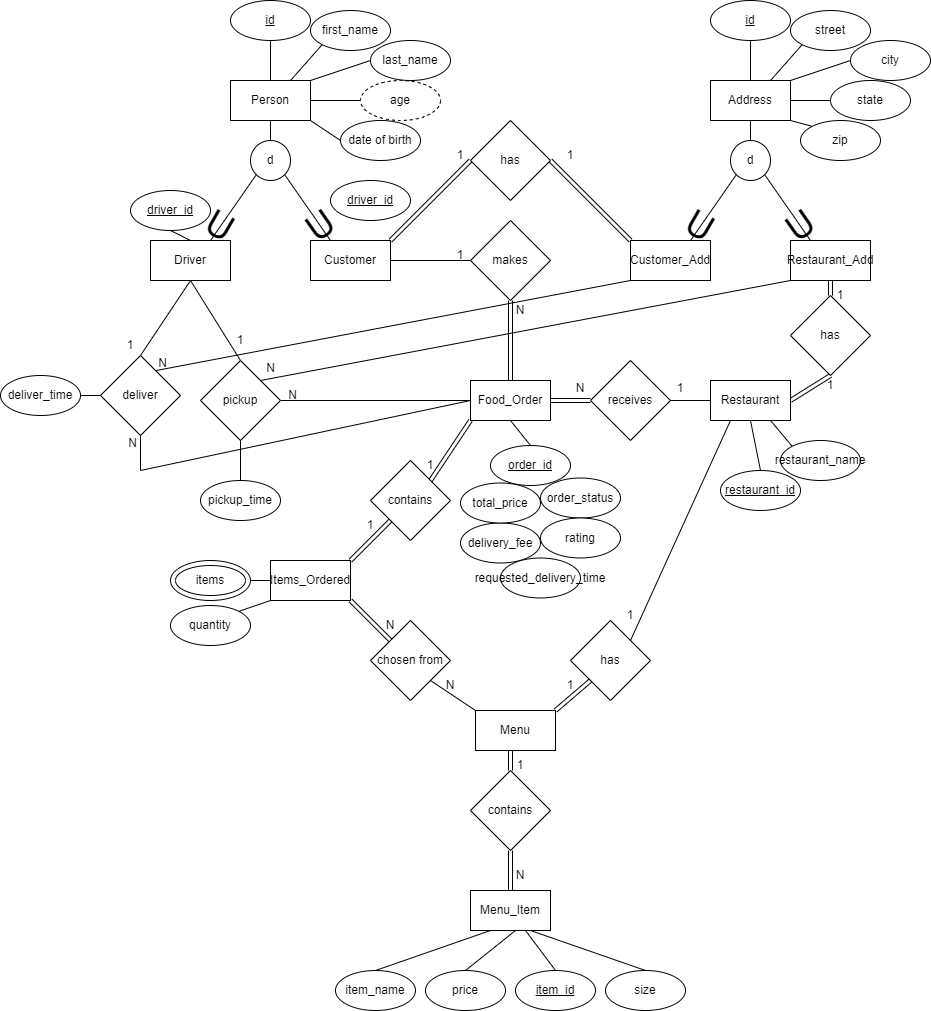 id
first_name
last_name
Person
age
date of birth
id
street
city
Address
state
zip
d
1
has
1
d
driver_id
driver_id
Driver
Customer
1
makes
Customer_Add
Restaurant_Add
N
1
has
1
1
1
N
N
deliver_time
deliver
pickup
N
Food_Order
N
receives
1
Restaurant
N
pickup_time
1
contains
1
order_id
total_price
order_status
delivery_fee
rating
requested_delivery_time
restaurant_name
restaurant_id
items
Items_Ordered
quantity
N
chosen from
N
1
has
1
Menu
1
contains
N
Menu_Item
item_name
price
item_id
size